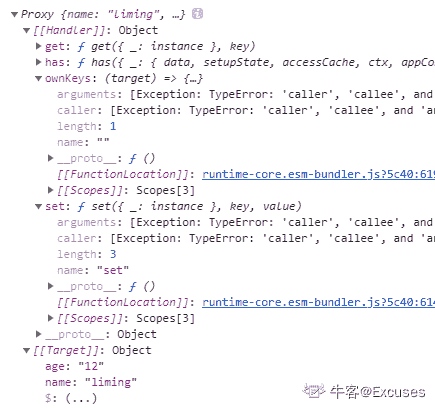 ▼ Proxy {name: "liming", …} i
▼ [[Handler]]: Object
▶ get: ƒ get({ _: instance }, key)
▶ has: ƒ has({ _: { data, setupState, accessCache, ctx, appCo
▼ ownKeys: (target) => {…}
arguments: [Exception: TypeError: 'caller', 'callee', and
caller: [Exception: TypeError: 'caller', 'callee', and 'ar
length: 1
name: ""
▶ __proto__: ƒ ()
[[FunctionLocation]]: runtime-core.esm-bundler.js?5c40:619
▶ [[Scopes]]: Scopes[3]
▼ set: ƒ set({ _: instance }, key, value)
arguments: [Exception: TypeError: 'caller', 'callee', and
caller: [Exception: TypeError: 'caller', 'callee', and 'ar
length: 3
name: "set"
▶ __proto__: ƒ ()
[[FunctionLocation]]: runtime-core.esm-bundler.js?5c40:614
▶ [[Scopes]]: Scopes[3]
▶ __proto__: Object
▼ [[Target]]: Object
age: "12"
name: "liming"
$: (...)
牛客@Excuses